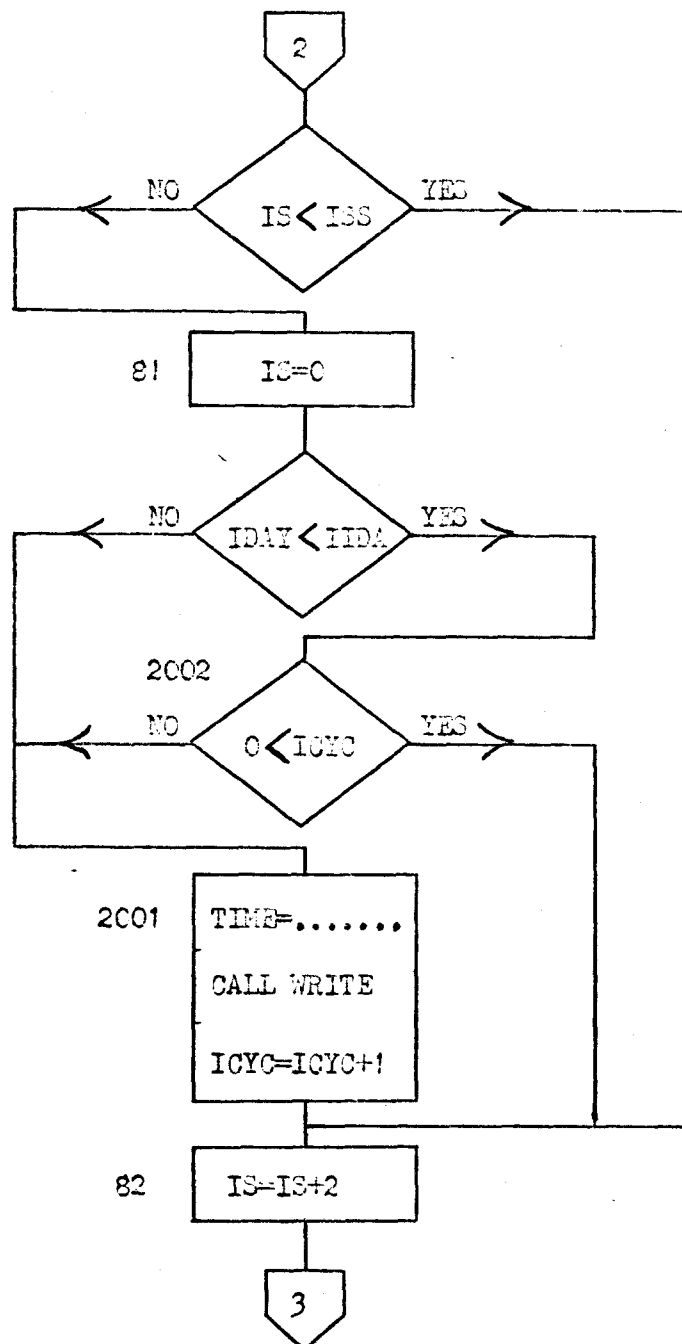 2
NO
IS < ISS
YES
81
IS=0
NO
IDAY < IIDA
YES
2002
NO
0 < ICYC
YES
2001
TIME=.......
CALL WRITE
ICYC=ICYC+1
82
IS=IS+2
3